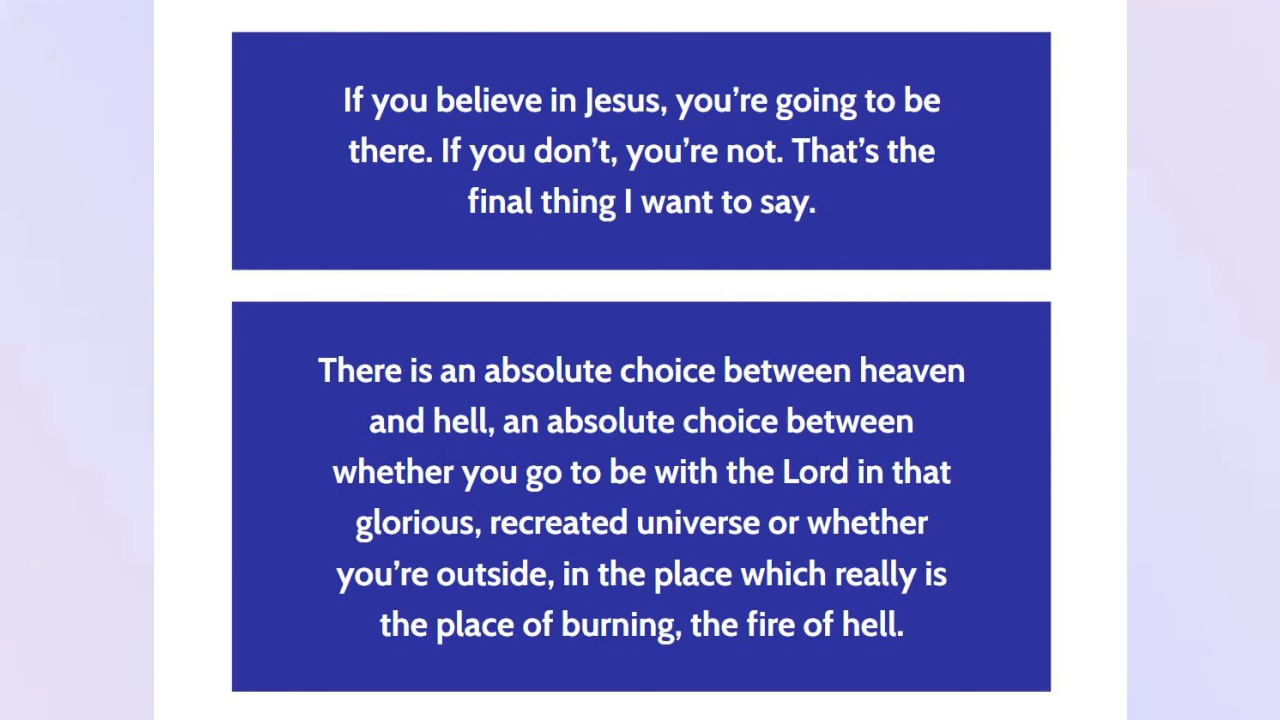 If you believe in Jesus, you’re going to be
there. If you don’t, you’re not. That’s the
final thing I want to say.
There is an absolute choice between heaven
and hell, an absolute choice between
whether you go to be with the Lord in that
glorious, recreated universe or whether
you’re outside, in the place which really is
the place of burning, the fire of hell.